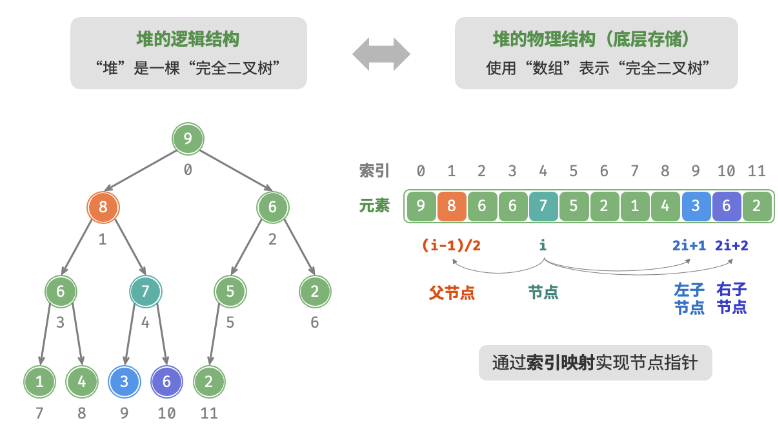 堆的逻辑结构
“堆”是一棵“完全二叉树”
堆的物理结构（底层存储）
使用“数组”表示“完全二叉树”
9
0
8
6
1
2
6
7
5
2
3
4
5
6
1
4
3
6
2
7
8
9
10
11
索引 0 1 2 3 4 5 6 7 8 9 10 11
元素 9 8 6 6 7 5 2 1 4 3 6 2
(i-1)/2 i 2i+1 2i+2
父节点 节点 左子 右子
节点 节点
通过索引映射实现节点指针